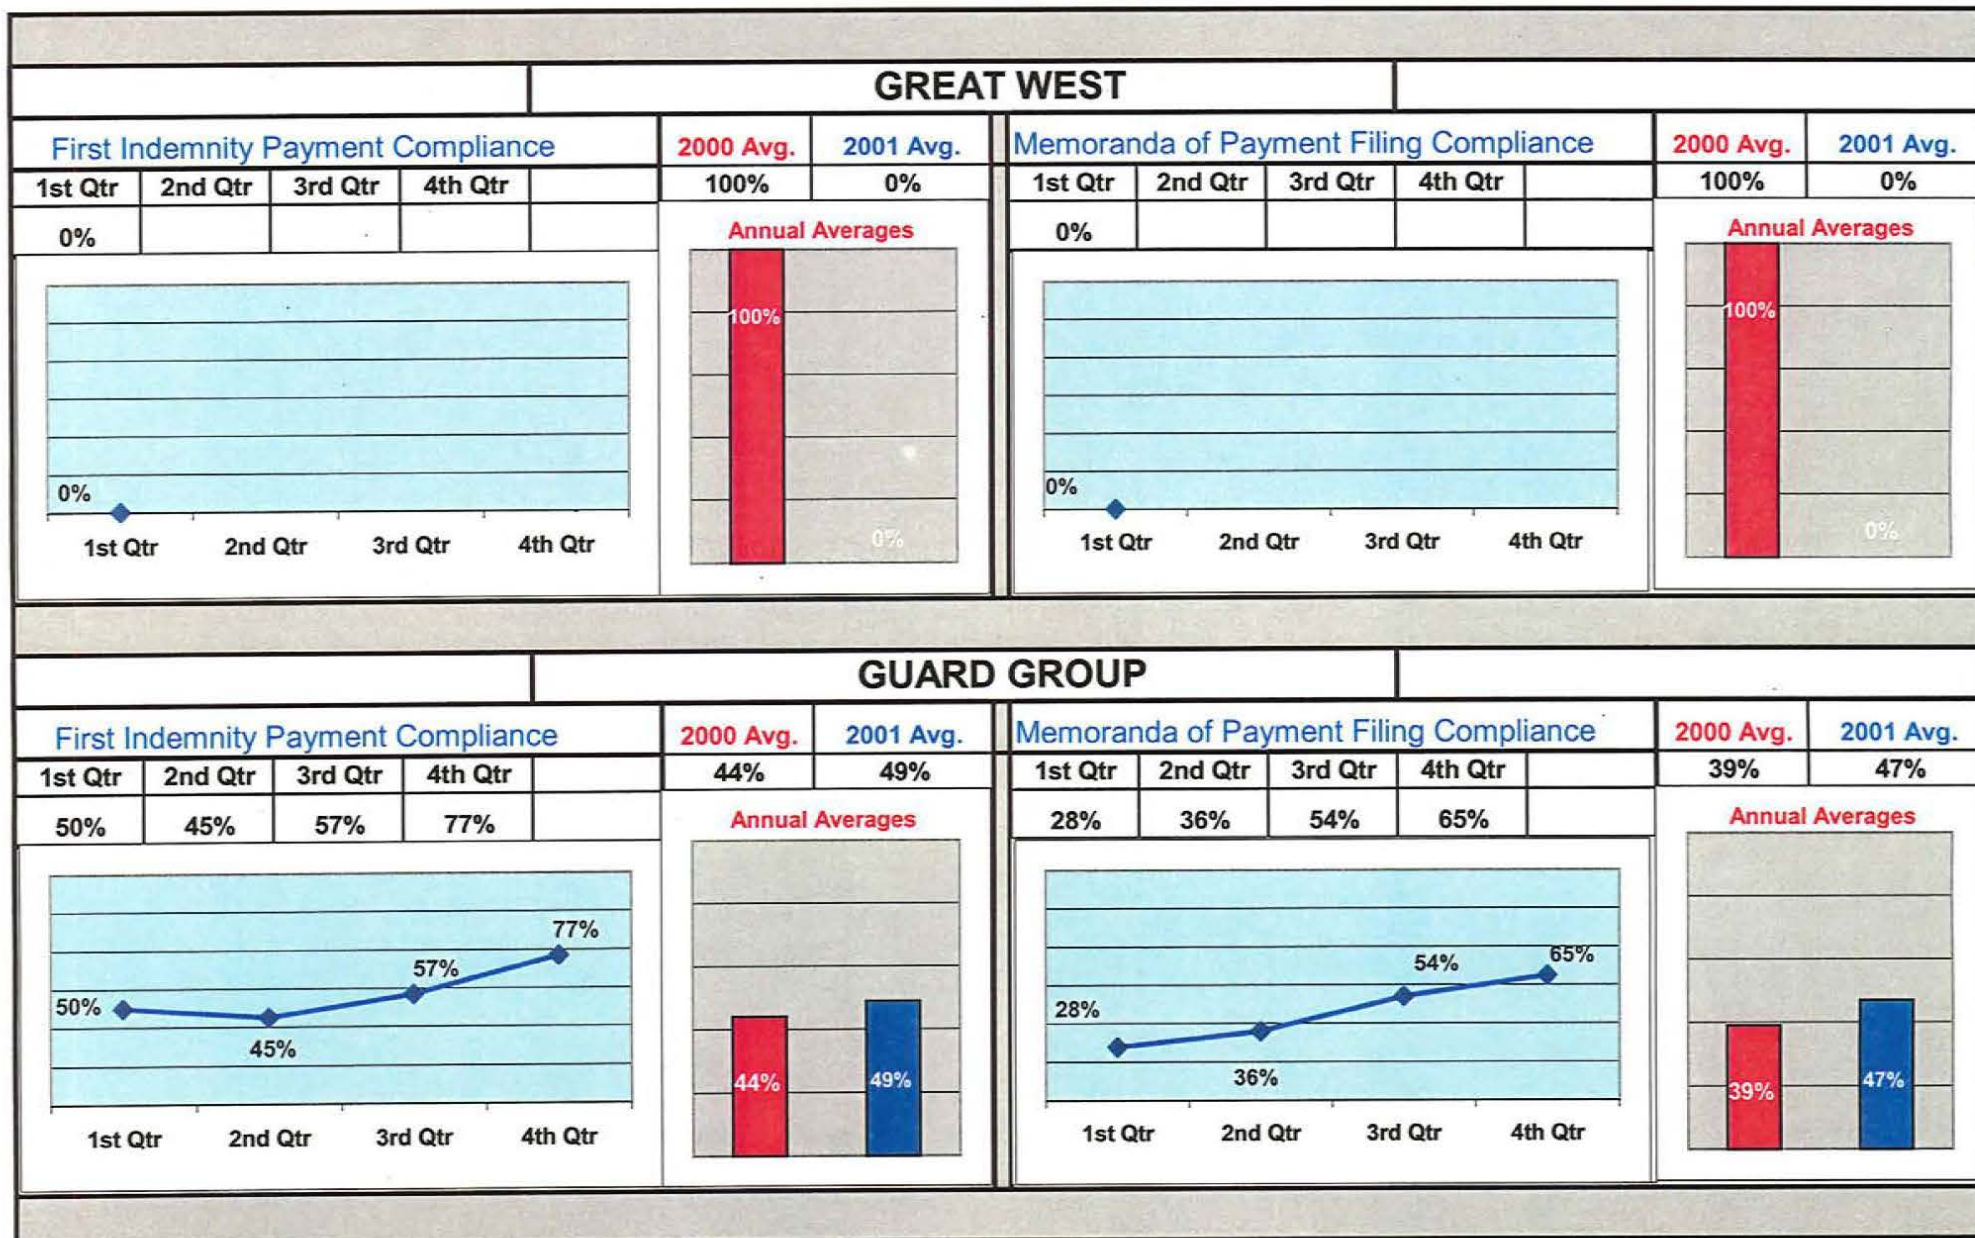 GREAT WEST
First Indemnity Payment Compliance 2000 Avg. 2001 Avg. Memoranda of Payment Filing Compliance 2000 Avg. 2001 Avg.
1st Qtr 2nd Qtr 3rd Qtr 4th Qtr 100% 0% 1st Qtr 2nd Qtr 3rd Qtr 4th Qtr 100% 0%
0% Annual Averages 0% Annual Averages
100% 100%
0% 0% 0% 0%
1st Qtr 2nd Qtr 3rd Qtr 4th Qtr 1st Qtr 2nd Qtr 3rd Qtr 4th Qtr
GUARD GROUP
First Indemnity Payment Compliance 2000 Avg. 2001 Avg. Memoranda of Payment Filing Compliance 2000 Avg. 2001 Avg.
1st Qtr 2nd Qtr 3rd Qtr 4th Qtr 44% 49% 1st Qtr 2nd Qtr 3rd Qtr 4th Qtr 39% 47%
50% 45% 57% 77% Annual Averages 28% 36% 54% 65% Annual Averages
50% 45% 57% 77% 44% 49% 28% 36% 54% 65% 39% 47%
1st Qtr 2nd Qtr 3rd Qtr 4th Qtr 1st Qtr 2nd Qtr 3rd Qtr 4th Qtr